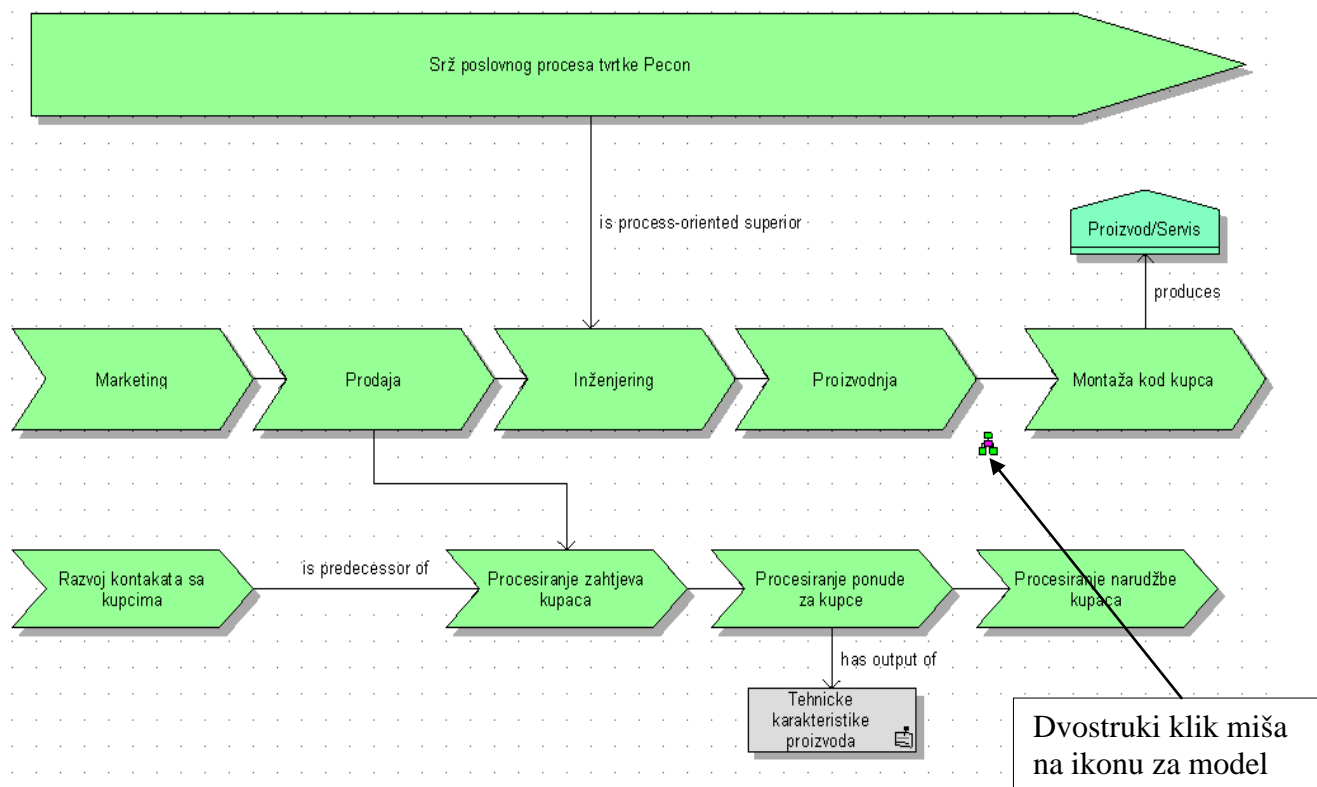 Srž poslovnog procesa tvrtke Pecon
is process-oriented superior
Proizvod/Servis
produces
Marketing
Prodaja
Inženjering
Proizvodnja
Montaža kod kupca
Razvoj kontakata sa
kupcima
is predecessor of
Procesiranje zahtjeva
kupaca
Procesiranje ponude
za kupce
Procesiranje narudžbe
kupaca
has output of
Tehnicke
karakteristike
proizvoda
Dvostruki klik miša
na ikonu za model